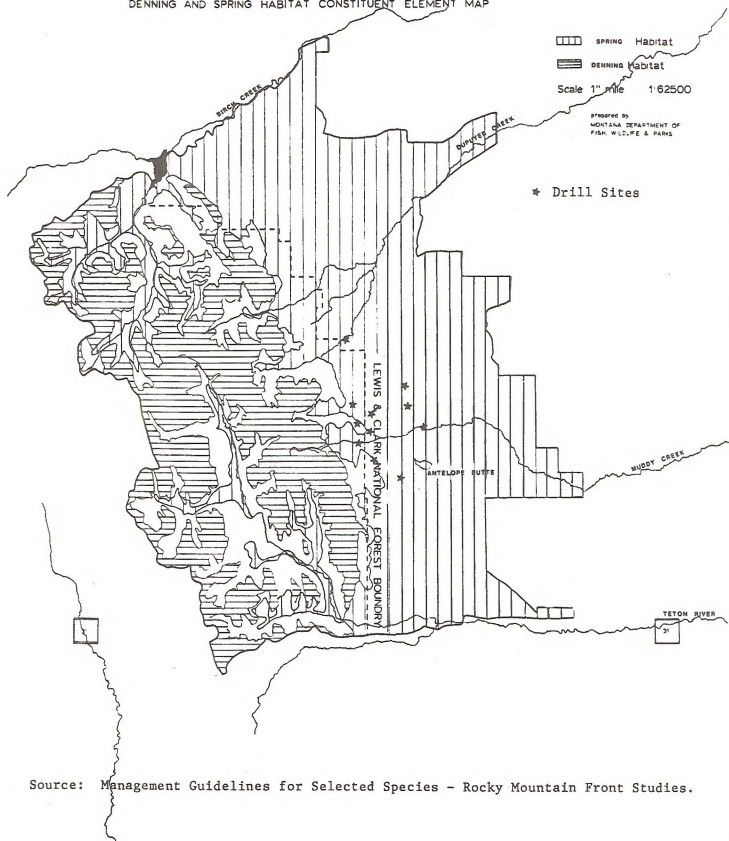 DENNING AND SPRING HABITAT CONSTITUENT ELEMENT MAP
SPRING Habitat
DENNING Habitat
Scale 1" mile 1:62500
prepared by
MONTANA DEPARTMENT OF
FISH, WILDLIFE & PARKS
★ Drill Sites
BIRCH CREEK
DUPUYER CREEK
LEWIS & CLARK NATIONAL FOREST BOUNDRY
ANTELOPE BUTTE
MUDDY CREEK
TETON RIVER
31
Source: Management Guidelines for Selected Species - Rocky Mountain Front Studies.